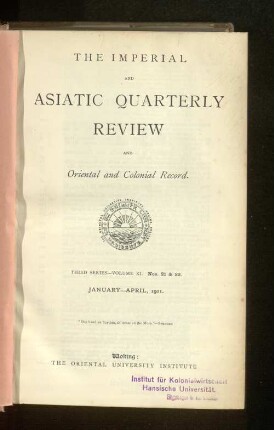 THE IMPERIAL
AND
ASIATIC QUARTERLY
REVIEW
AND
Oriental and Colonial Record.
THIRD SERIES—VOLUME XI. Nos. 21 & 22.
JANUARY—APRIL, 1901.
Woking:
THE ORIENTAL UNIVERSITY INSTITUTE
Institut für Kolonialwirtschaft
Hansische Universität.